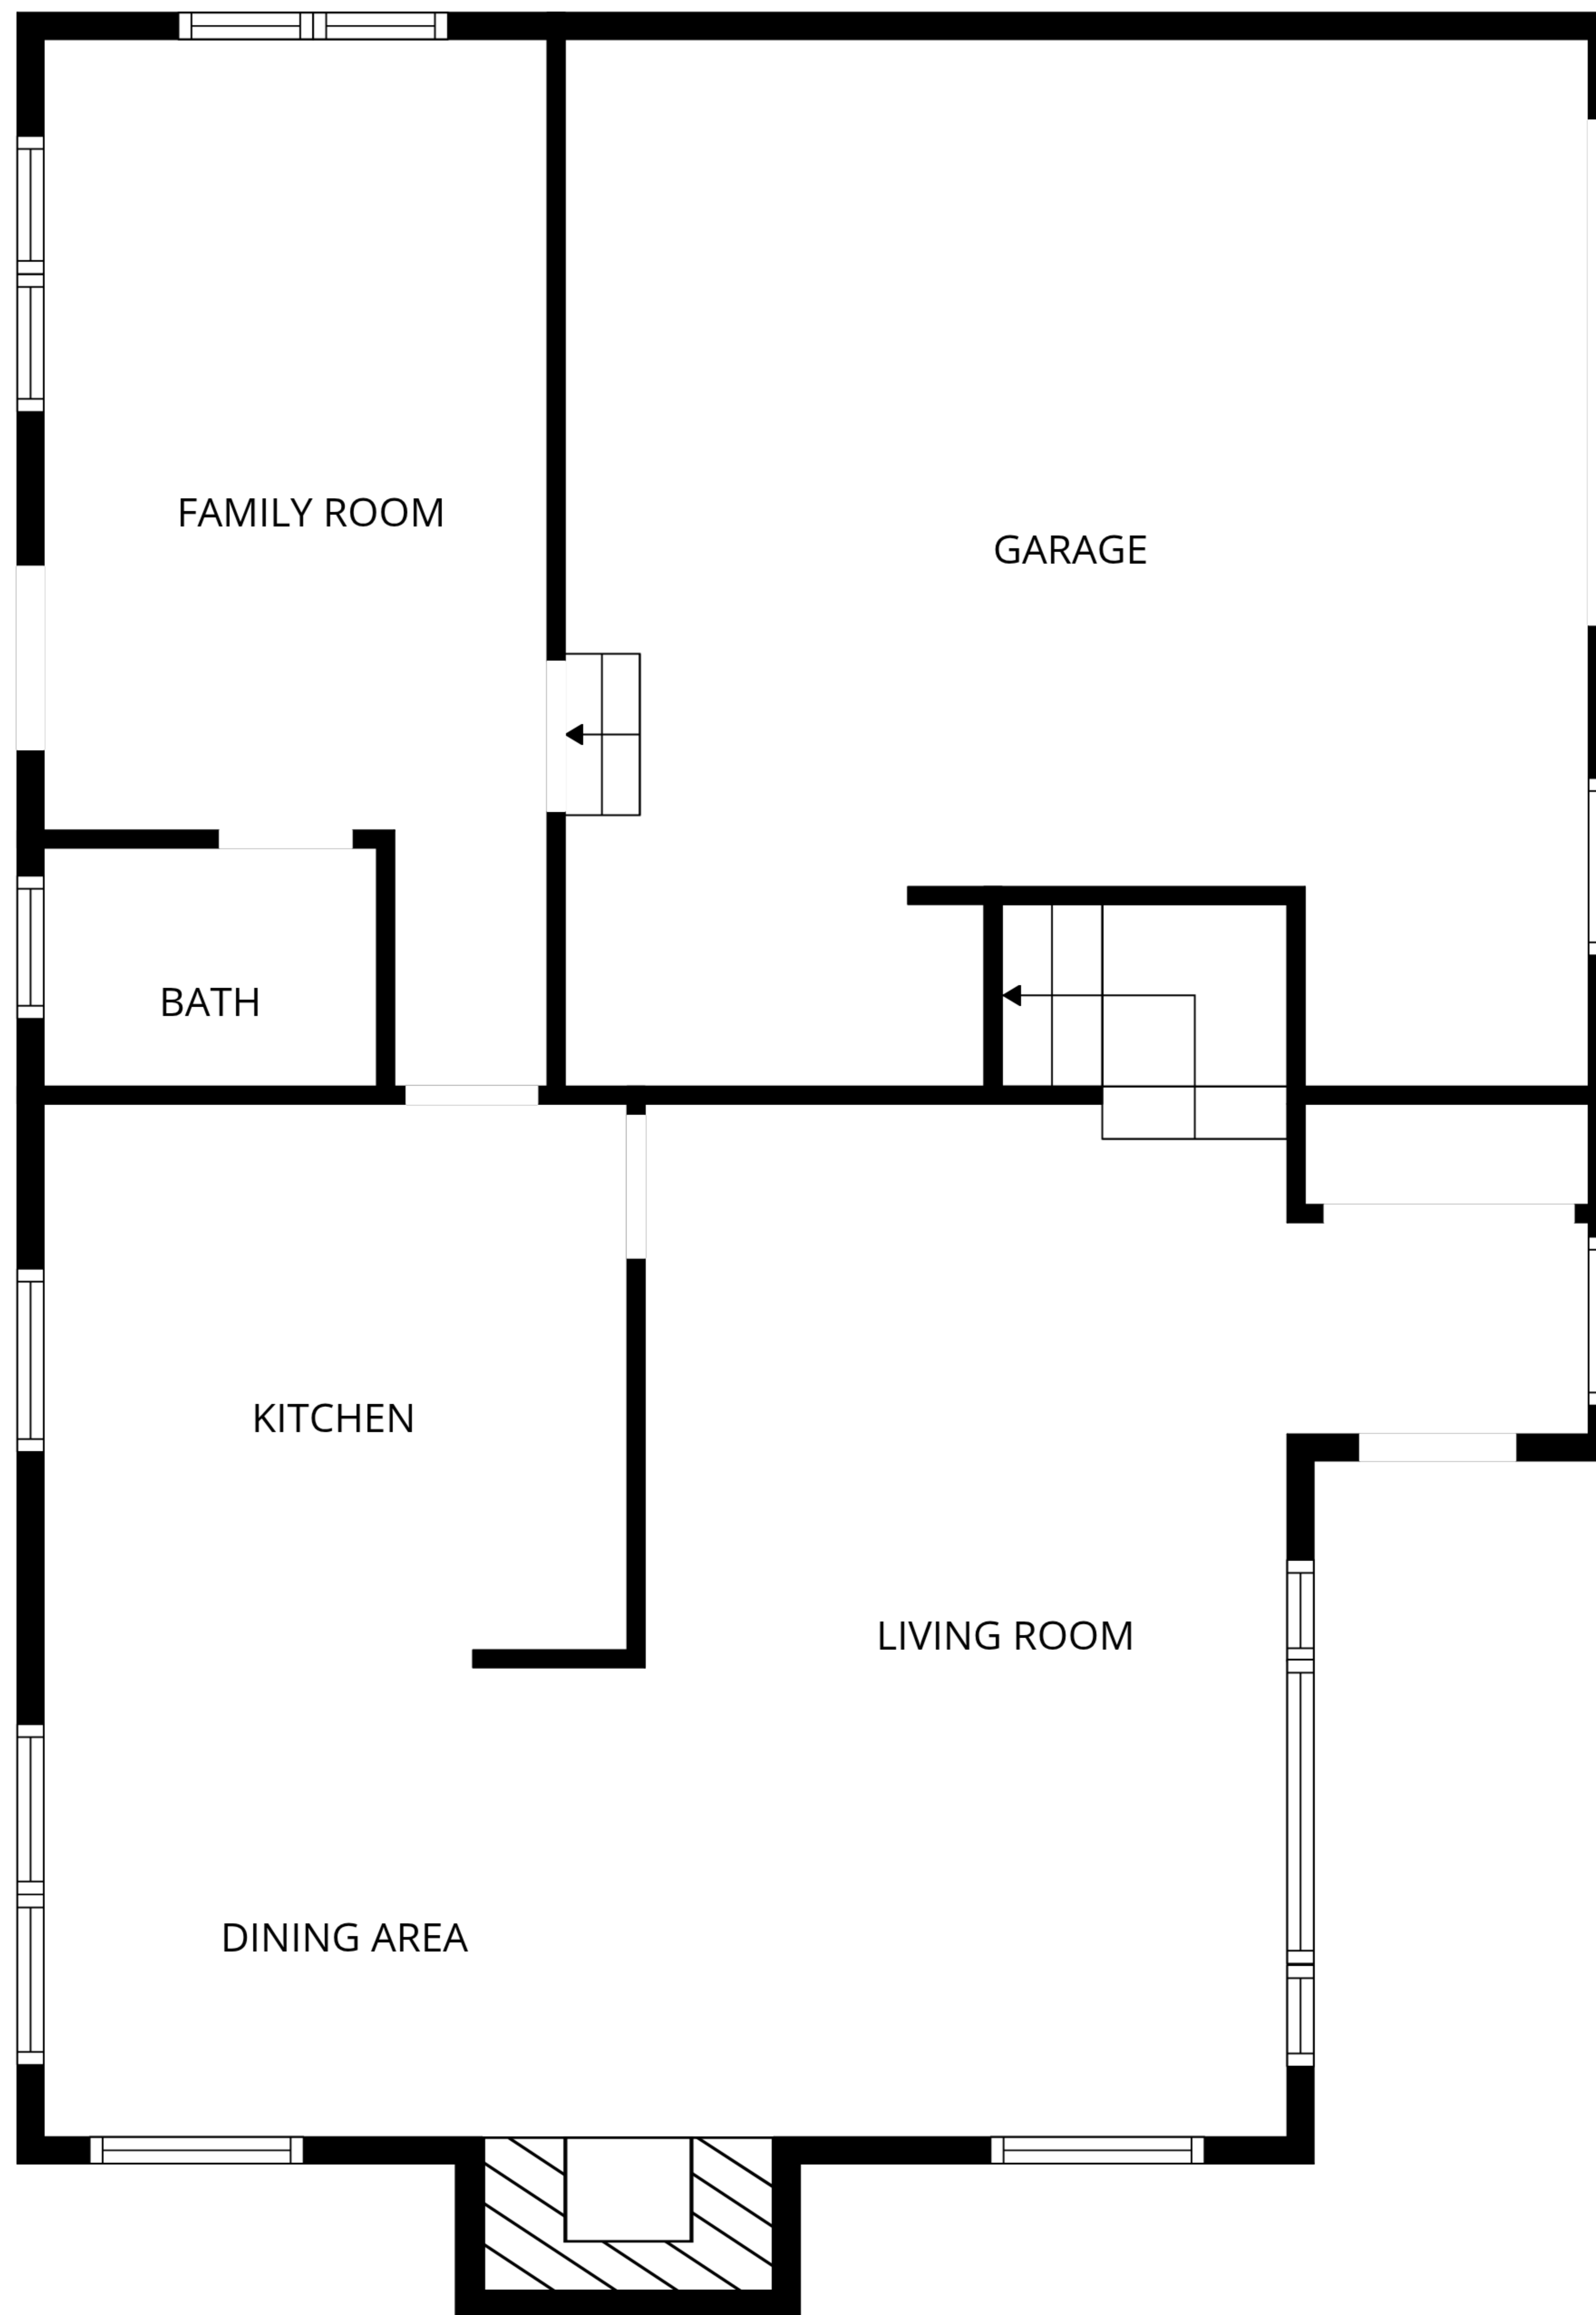 FAMILY ROOM
GARAGE
BATH
KITCHEN
LIVING ROOM
DINING AREA